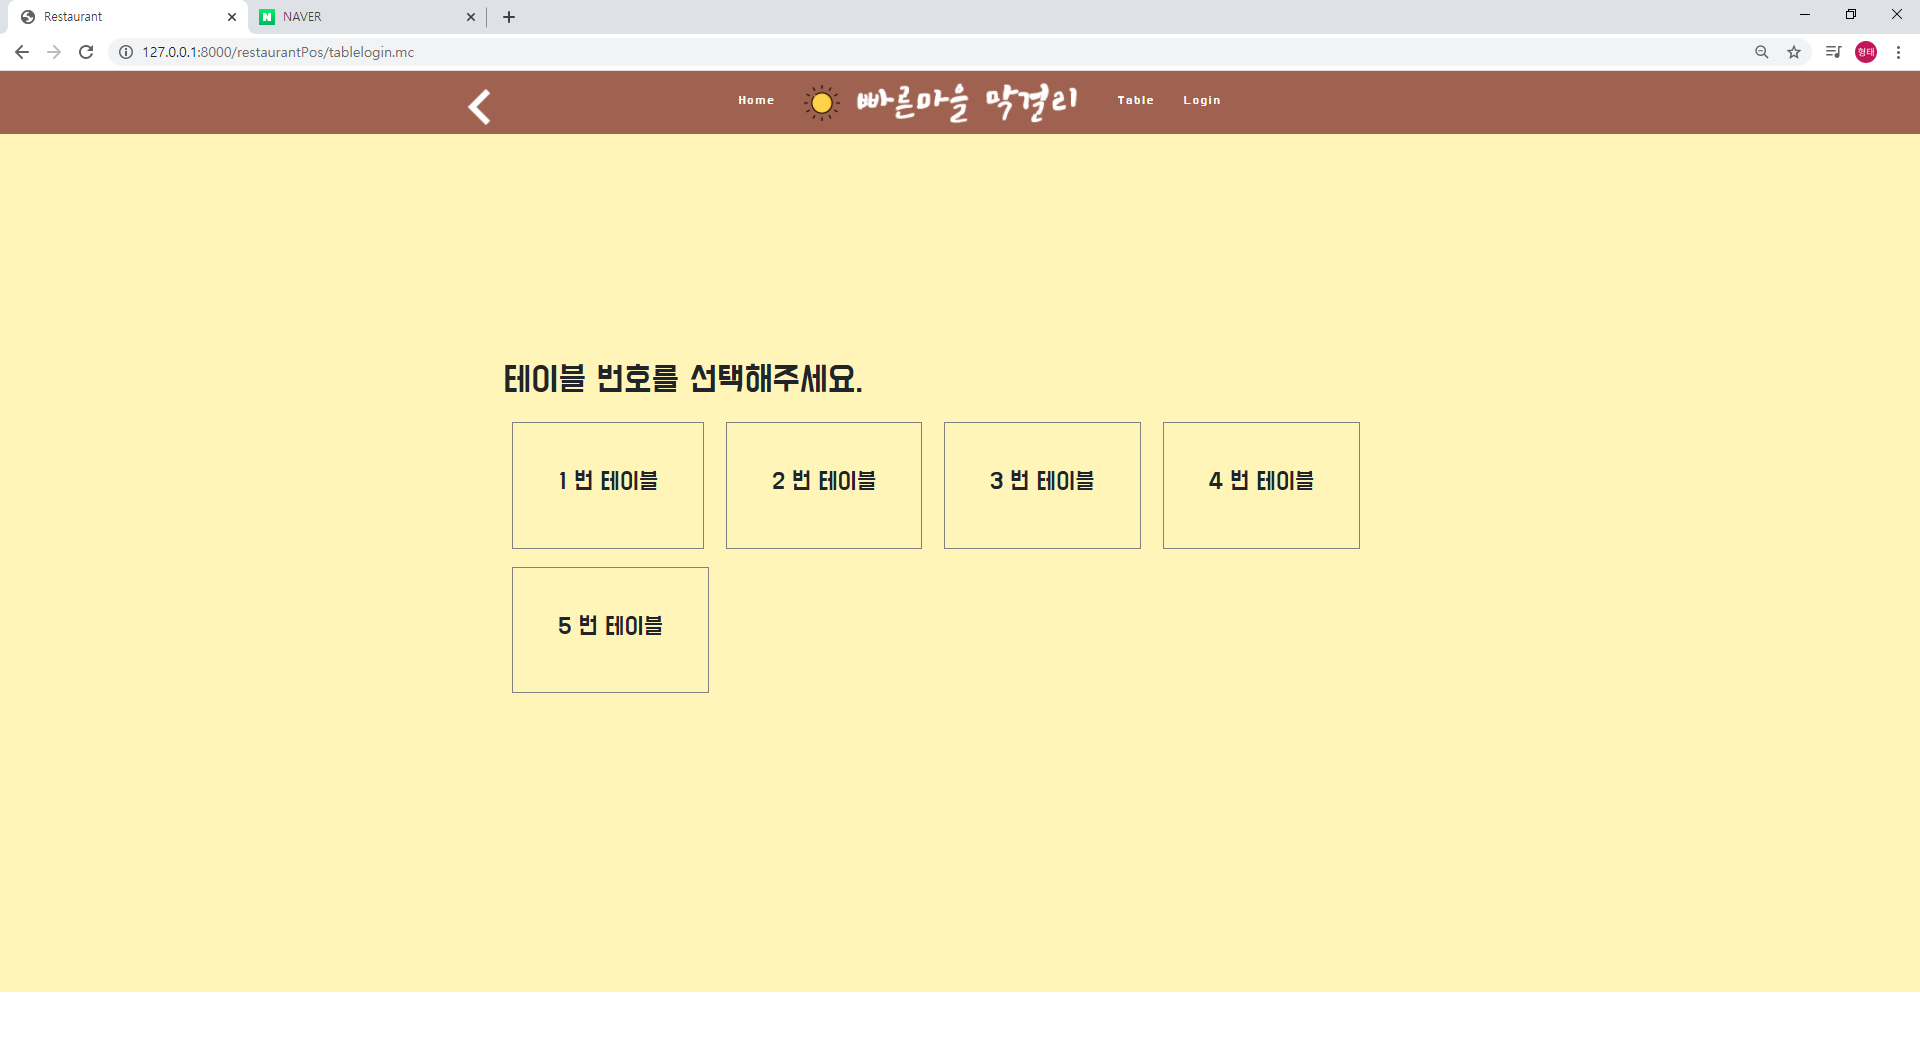 Restaurant
NAVER
127.0.0.1:8000/restaurantPos/tablelogin.mc
형태
Home 빠른마을 막걸리 Table Login
테이블 번호를 선택해주세요.
1 번 테이블 2 번 테이블 3 번 테이블 4 번 테이블
5 번 테이블